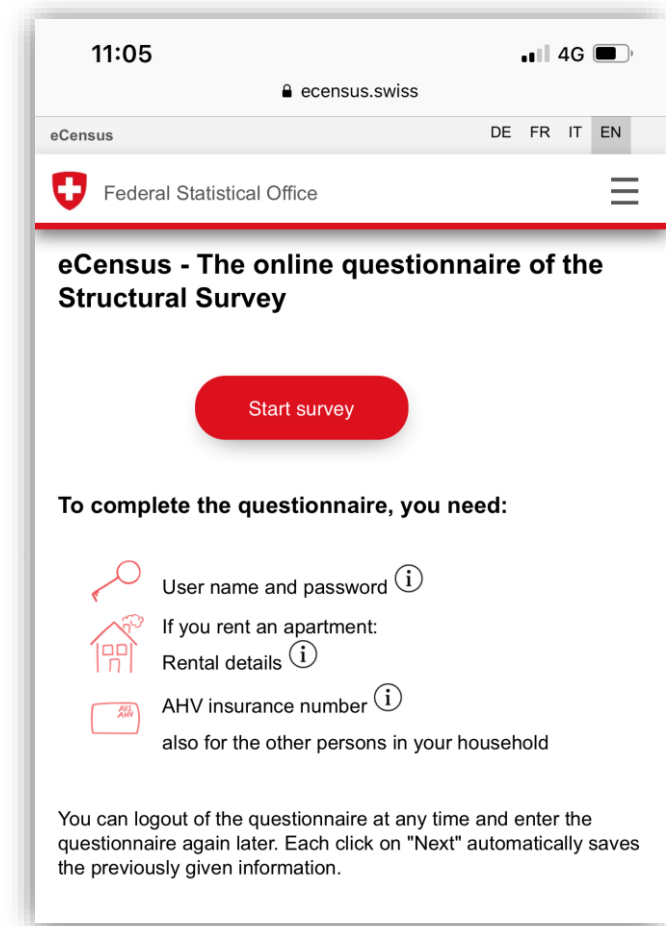 11:05 4G
ecensus.swiss
eCensus DE FR IT EN
Federal Statistical Office
eCensus - The online questionnaire of the
Structural Survey
Start survey
To complete the questionnaire, you need:
User name and password i
If you rent an apartment:
Rental details i
AHV insurance number i
also for the other persons in your household
You can logout of the questionnaire at any time and enter the
questionnaire again later. Each click on "Next" automatically saves
the previously given information.